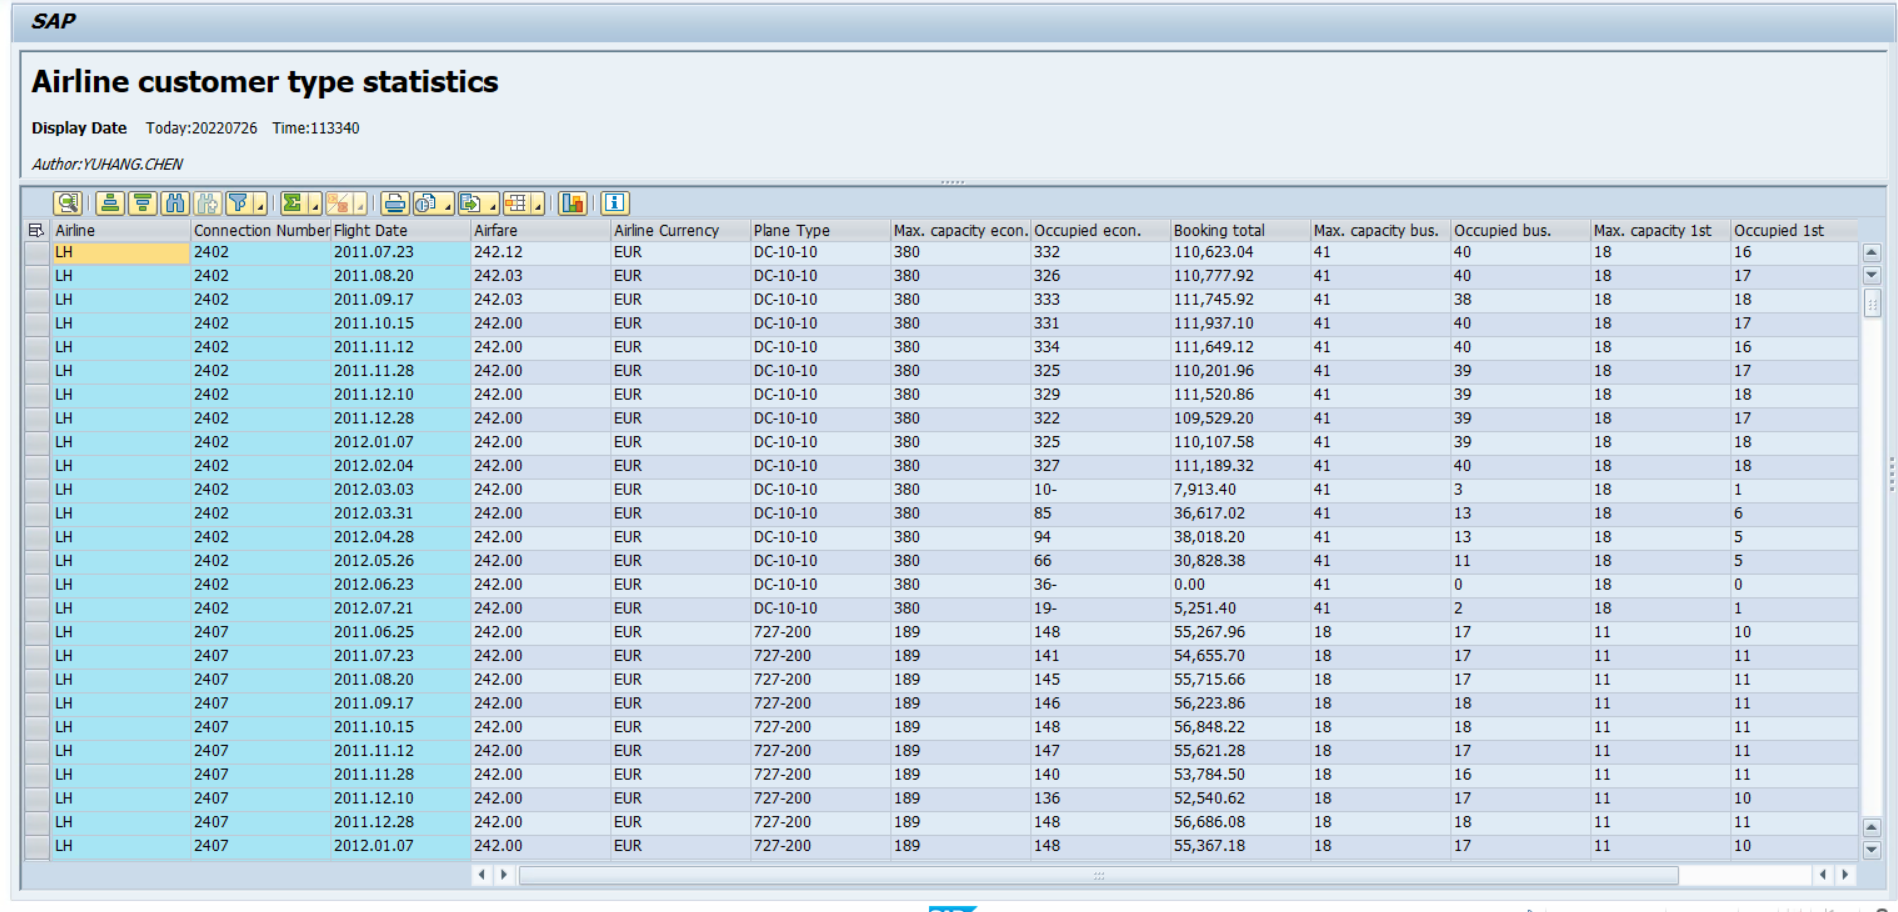 SAP
Airline customer type statistics
Display Date Today:20220726 Time:113340
Author:YUHANG.CHEN
Airline Connection Number Flight Date Airfare Airline Currency Plane Type Max. capacity econ. Occupied econ. Booking total Max. capacity bus. Occupied bus. Max. capacity 1st Occupied 1st
LH 2402 2011.07.23 242.12 EUR DC-10-10 380 332 110,623.04 41 40 18 16
LH 2402 2011.08.20 242.03 EUR DC-10-10 380 326 110,777.92 41 40 18 17
LH 2402 2011.09.17 242.03 EUR DC-10-10 380 333 111,745.92 41 38 18 18
LH 2402 2011.10.15 242.00 EUR DC-10-10 380 331 111,937.10 41 40 18 17
LH 2402 2011.11.12 242.00 EUR DC-10-10 380 334 111,649.12 41 40 18 16
LH 2402 2011.11.28 242.00 EUR DC-10-10 380 325 110,201.96 41 39 18 17
LH 2402 2011.12.10 242.00 EUR DC-10-10 380 329 111,520.86 41 39 18 18
LH 2402 2011.12.28 242.00 EUR DC-10-10 380 322 109,529.20 41 39 18 17
LH 2402 2012.01.07 242.00 EUR DC-10-10 380 325 110,107.58 41 39 18 18
LH 2402 2012.02.04 242.00 EUR DC-10-10 380 327 111,189.32 41 40 18 18
LH 2402 2012.03.03 242.00 EUR DC-10-10 380 10- 7,913.40 41 3 18 1
LH 2402 2012.03.31 242.00 EUR DC-10-10 380 85 36,617.02 41 13 18 6
LH 2402 2012.04.28 242.00 EUR DC-10-10 380 94 38,018.20 41 13 18 5
LH 2402 2012.05.26 242.00 EUR DC-10-10 380 66 30,828.38 41 11 18 5
LH 2402 2012.06.23 242.00 EUR DC-10-10 380 36- 0.00 41 0 18 0
LH 2402 2012.07.21 242.00 EUR DC-10-10 380 19- 5,251.40 41 2 18 1
LH 2407 2011.06.25 242.00 EUR 727-200 189 148 55,267.96 18 17 11 10
LH 2407 2011.07.23 242.00 EUR 727-200 189 141 54,655.70 18 17 11 11
LH 2407 2011.08.20 242.00 EUR 727-200 189 145 55,715.66 18 17 11 11
LH 2407 2011.09.17 242.00 EUR 727-200 189 146 56,223.86 18 18 11 11
LH 2407 2011.10.15 242.00 EUR 727-200 189 148 56,848.22 18 18 11 11
LH 2407 2011.11.12 242.00 EUR 727-200 189 147 55,621.28 18 17 11 11
LH 2407 2011.11.28 242.00 EUR 727-200 189 140 53,784.50 18 16 11 11
LH 2407 2011.12.10 242.00 EUR 727-200 189 136 52,540.62 18 17 11 10
LH 2407 2011.12.28 242.00 EUR 727-200 189 148 56,686.08 18 18 11 11
LH 2407 2012.01.07 242.00 EUR 727-200 189 148 55,367.18 18 17 11 10